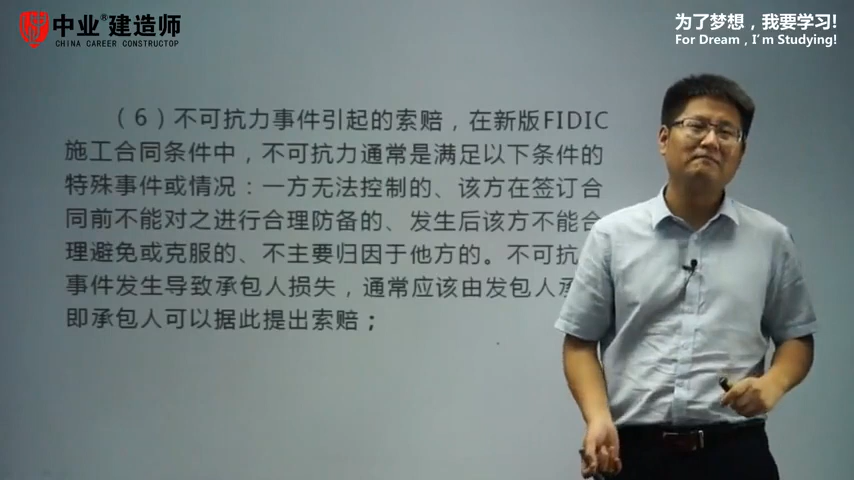 中业®建造师
CHINA CAREER CONSTRUCTOP
为了梦想，我要学习!
For Dream , I'm Studying!
（6）不可抗力事件引起的索赔，在新版FIDIC
施工合同条件中，不可抗力通常是满足以下条件的
特殊事件或情况：一方无法控制的、该方在签订合
同前不能对之进行合理防备的、发生后该方不能合
理避免或克服的、不主要归因于他方的。不可抗
事件发生导致承包人损失，通常应该由发包人承
即承包人可以据此提出索赔；